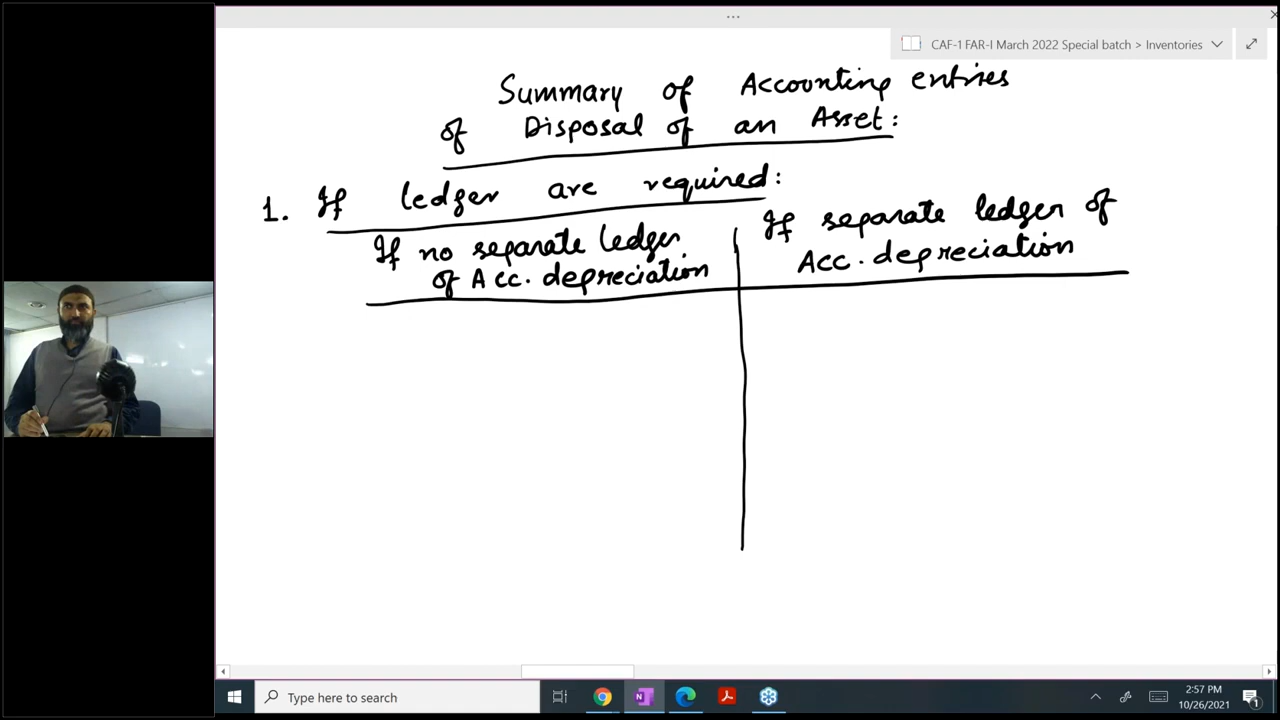 CAF-1 FAR-I March 2022 Special batch > Inventories
Summary of Accounting entries
of Disposal of an Asset:
1. If ledger are required:
If no separate ledger
of Acc. depreciation
If separate ledger of
Acc. depreciation
Type here to search
2:57 PM
10/26/2021
1